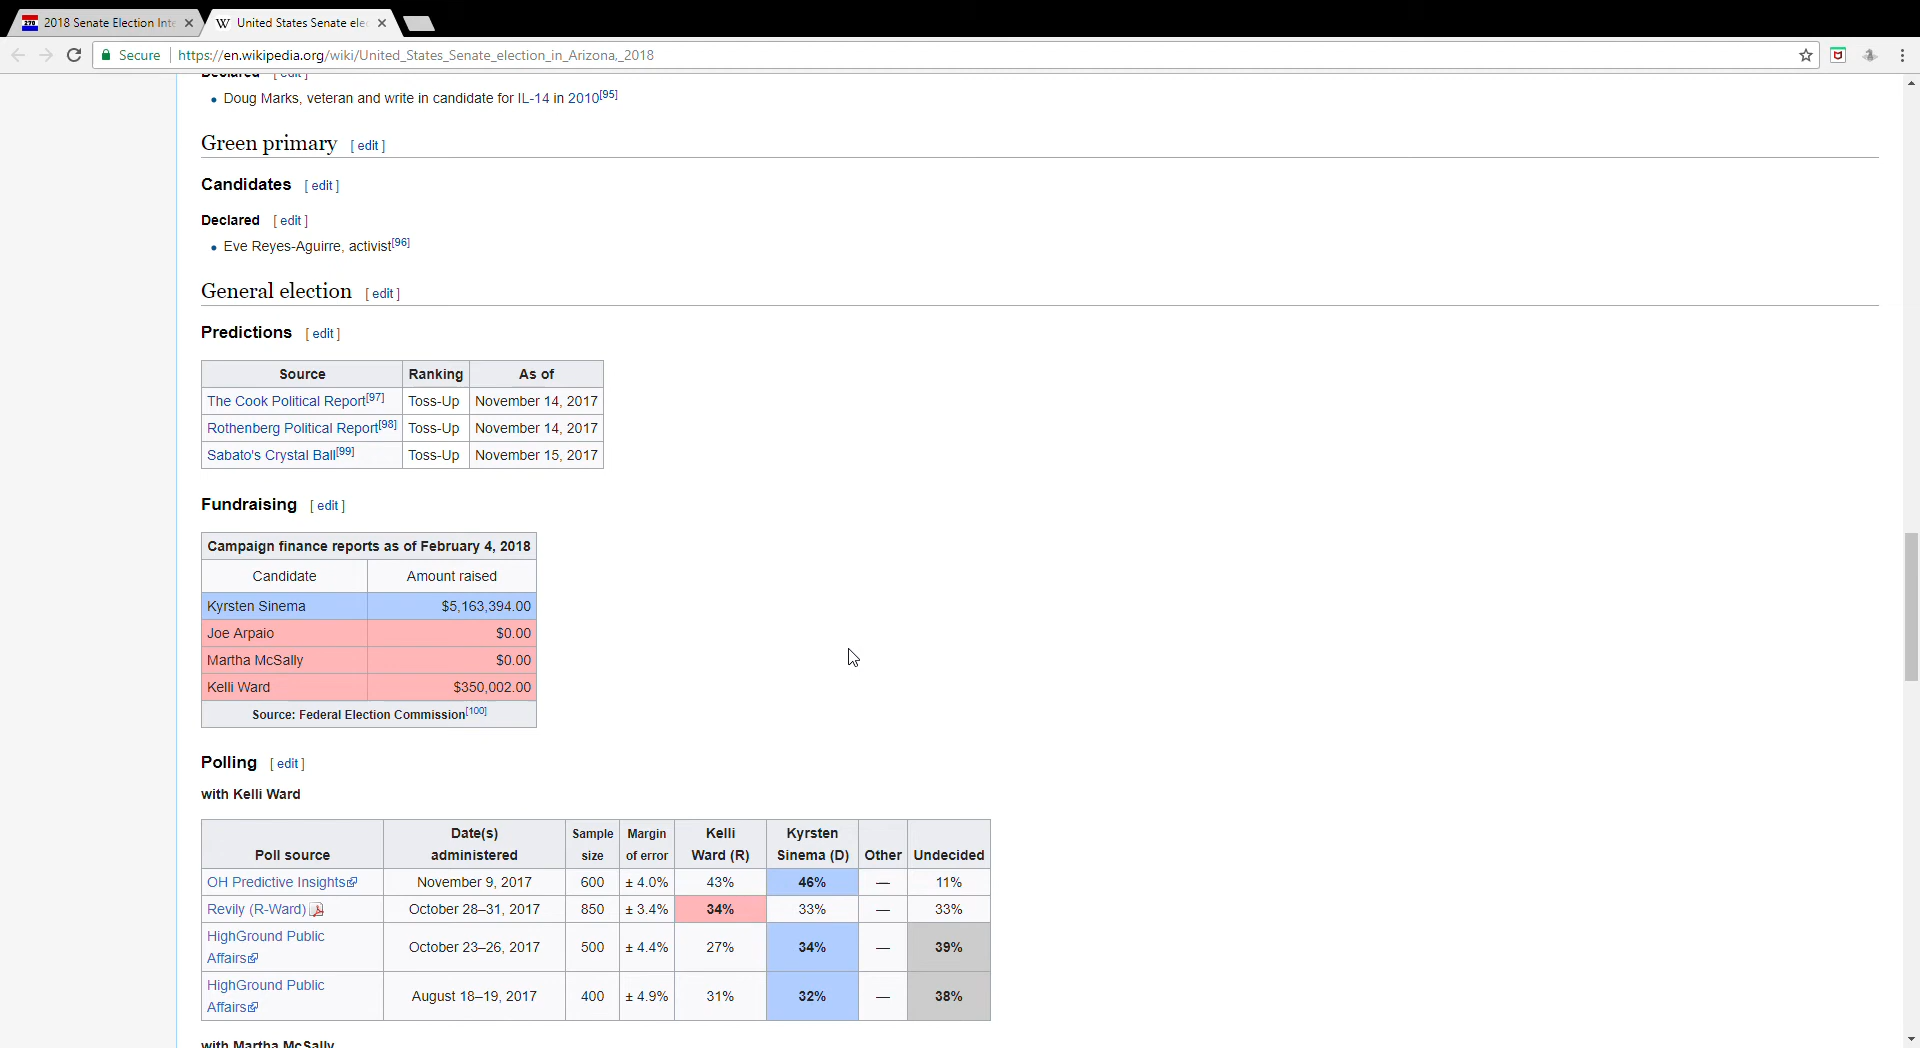 2018 Senate Election Inte
United States Senate ele
Secure
https://en.wikipedia.org/wiki/United_States_Senate_election_in_Arizona,_2018
Declared [ edit ]
Doug Marks, veteran and write in candidate for IL-14 in 2010[95]
Green primary [ edit ]
Candidates [ edit ]
Declared [ edit ]
Eve Reyes-Aguirre, activist[96]
General election [ edit ]
Predictions [ edit ]
Source Ranking As of
The Cook Political Report[97] Toss-Up November 14, 2017
Rothenberg Political Report[98] Toss-Up November 14, 2017
Sabato's Crystal Ball[99] Toss-Up November 15, 2017
Fundraising [ edit ]
Campaign finance reports as of February 4, 2018
Candidate Amount raised
Kyrsten Sinema $5,163,394.00
Joe Arpaio $0.00
Martha McSally $0.00
Kelli Ward $350,002.00
Source: Federal Election Commission[100]
Polling [ edit ]
with Kelli Ward
Poll source
Date(s)
administered
Sample
size
Margin
of error
Kelli
Ward (R)
Kyrsten
Sinema (D)
Other
Undecided
OH Predictive Insights November 9, 2017 600 ± 4.0% 43% 46% — 11%
Revily (R-Ward) October 28–31, 2017 850 ± 3.4% 34% 33% — 33%
HighGround Public
Affairs
October 23–26, 2017 500 ± 4.4% 27% 34% — 39%
HighGround Public
Affairs
August 18–19, 2017 400 ± 4.9% 31% 32% — 38%
with Martha McSally